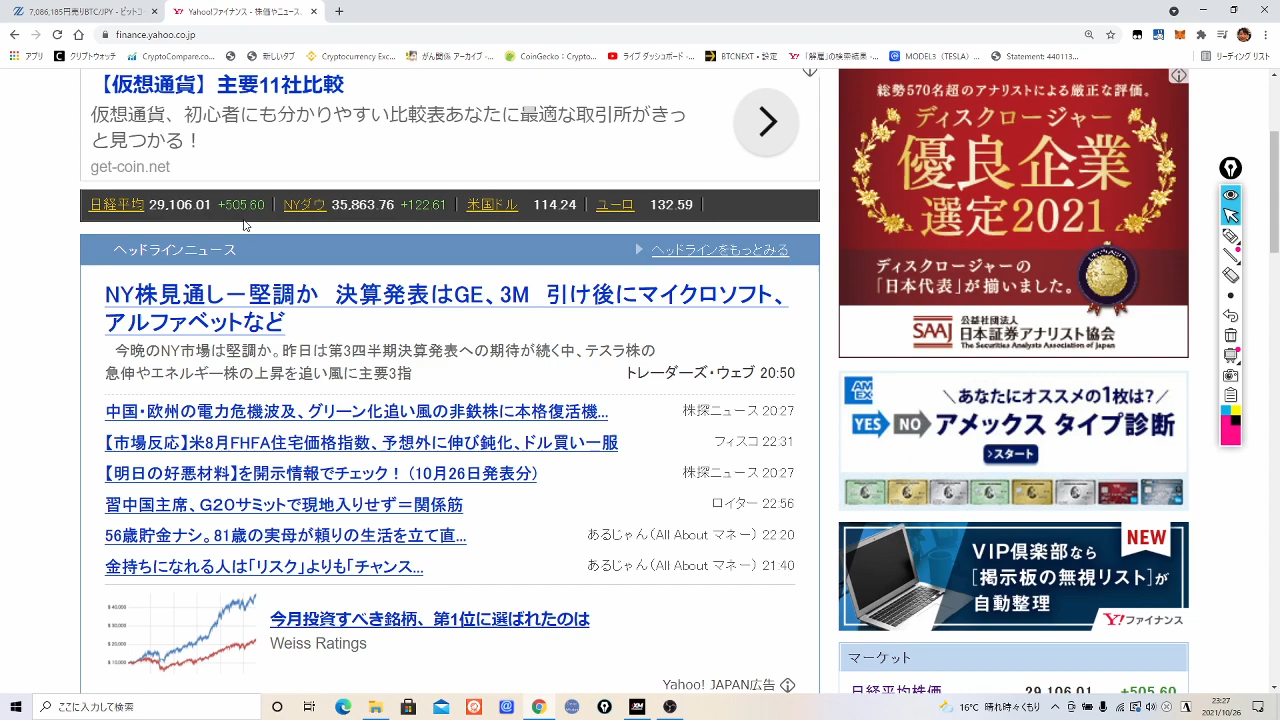 7,086,185円売りBTC/円 - ビットコー
Yahoo!ファイナンス - 株価やニュース、
finance.yahoo.co.jp
アプリ
クリプトウォッチ
CryptoCompare.co...
新しいタブ
Cryptocurrency Exc...
がん関係 アーカイブ -...
CoinGecko：Crypto...
ライブ ダッシュボード -...
BTCNEXT • 設定
「解雇」の検索結果 -...
MODEL3（TESLA）...
Statement: 440113...
リーディング リスト
【仮想通貨】主要11社比較
仮想通貨、初心者にも分かりやすい比較表あなたに最適な取引所がきっ
と見つかる！
get-coin.net
日経平均 29,106.01 +505.60 NYダウ 35,863.76 +122.61 米国ドル 114.24 ユーロ 132.59
ヘッドラインニュース ヘッドラインをもっとみる
NY株見通しー堅調か　決算発表はGE、3M　引け後にマイクロソフト、
アルファベットなど
今晩のNY市場は堅調か。昨日は第3四半期決算発表への期待が続く中、テスラ株の
急伸やエネルギー株の上昇を追い風に主要3指 トレーダーズ・ウェブ 20:50
中国・欧州の電力危機波及、グリーン化追い風の非鉄株に本格復活機... 株探ニュース 20:27
【市場反応】米8月FHFA住宅価格指数、予想外に伸び鈍化、ドル買い一服 フィスコ 22:31
【明日の好悪材料】を開示情報でチェック！ (10月26日発表分) 株探ニュース 20:27
習中国主席、G20サミットで現地入りせず＝関係筋 ロイター 22:56
56歳貯金ナシ。81歳の実母が頼りの生活を立て直... あるじゃん（All About マネー） 22:20
金持ちになれる人は「リスク」よりも「チャンス... あるじゃん（All About マネー） 21:40
$ 40,000
$ 30,000
$ 20,000
$ 10,000
今月投資すべき銘柄、第1位に選ばれたのは
Weiss Ratings
Yahoo! JAPAN広告
総勢570名超のアナリストによる厳正な評価。
ディスクロージャー
優良企業
選定2021
ディスクロージャーの
「日本代表」が揃いました。
SAAJ 公益社団法人
日本証券アナリスト協会
The Securities Analysts Association of Japan
AM
EX
あなたにオススメの1枚は？
YES NO アメックス タイプ診断
スタート
NEW
VIP倶楽部なら
[掲示板の無視リスト]が
自動整理
Y!ファイナンス
マーケット
日経平均株価 29,106.01 +505.60
ここに入力して検索
16°C 晴れ時々くもり
A
23:27
2021/10/26